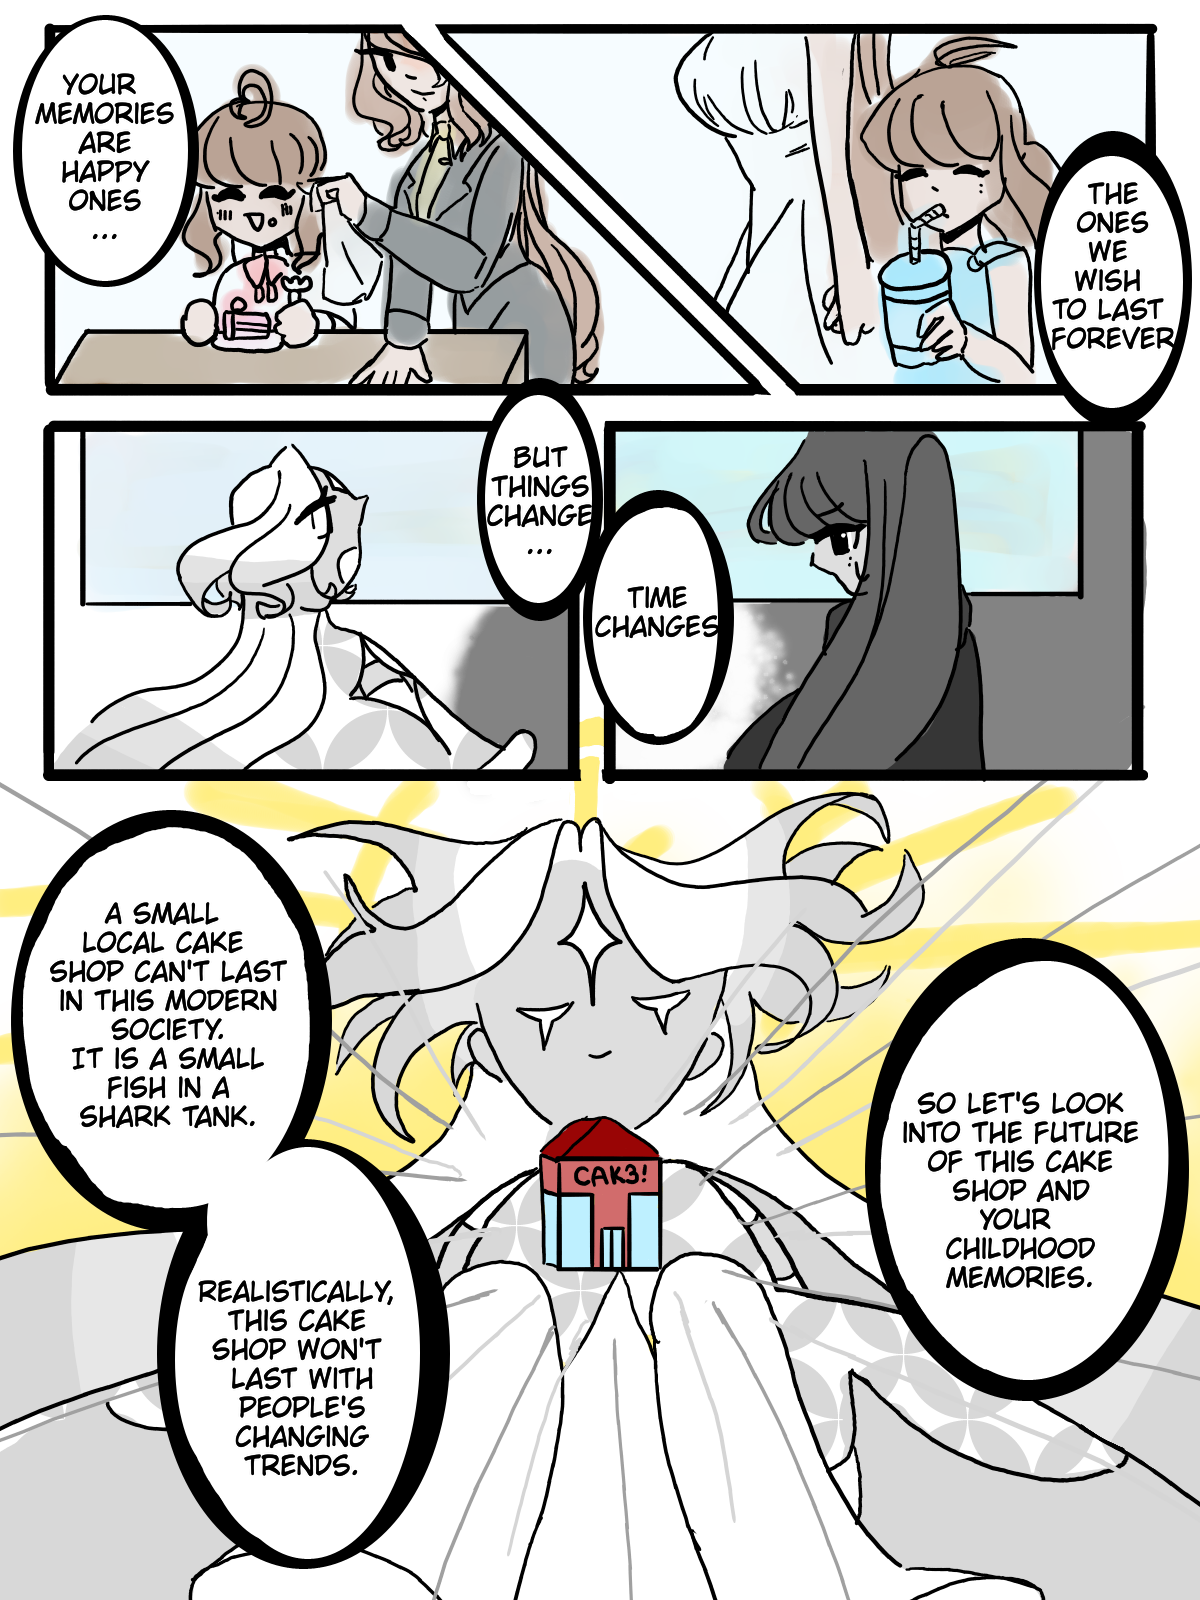 YOUR
MEMORIES
ARE
HAPPY
ONES
...
THE
ONES
WE
WISH
TO LAST
FOREVER
BUT
THINGS
CHANGE
...
TIME
CHANGES
A SMALL
LOCAL CAKE
SHOP CAN'T LAST
IN THIS MODERN
SOCIETY.
IT IS A SMALL
FISH IN A
SHARK TANK.
CAK3!
SO LET'S LOOK
INTO THE FUTURE
OF THIS CAKE
SHOP AND
YOUR
CHILDHOOD
MEMORIES.
REALISTICALLY,
THIS CAKE
SHOP WON'T
LAST WITH
PEOPLE'S
CHANGING
TRENDS.